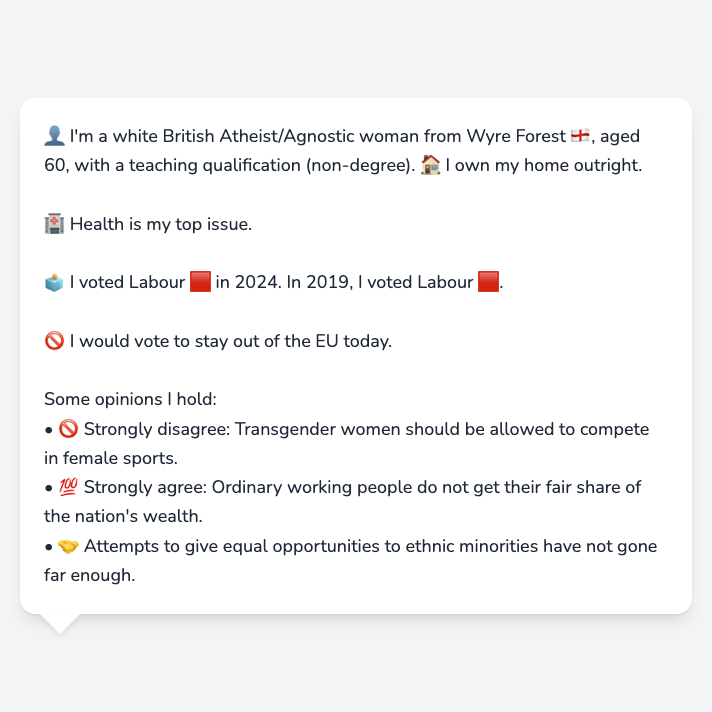 👤 I'm a white British Atheist/Agnostic woman from Wyre Forest 🏴󠁧󠁢󠁥󠁮󠁧󠁿, aged
60, with a teaching qualification (non-degree). 🏠 I own my home outright.
🏥 Health is my top issue.
🗳️ I voted Labour 🟥 in 2024. In 2019, I voted Labour 🟥.
🚫 I would vote to stay out of the EU today.
Some opinions I hold:
• 🚫 Strongly disagree: Transgender women should be allowed to compete
in female sports.
• 💯 Strongly agree: Ordinary working people do not get their fair share of
the nation's wealth.
• 🤝 Attempts to give equal opportunities to ethnic minorities have not gone
far enough.